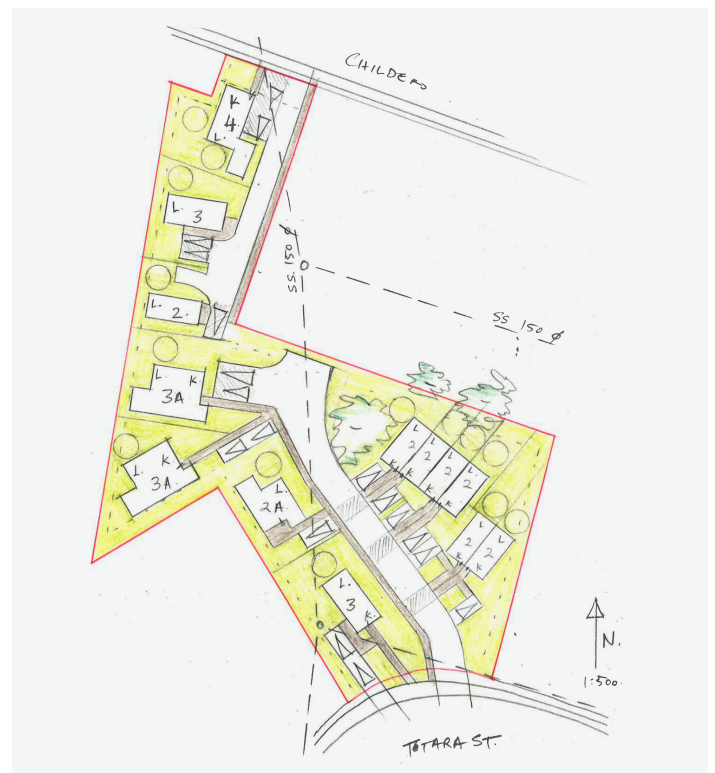 CHILDERS
K
4
L.
L. 3
SS. 150 Ø
SS 150 Ø
L.
2.
L. K
3A
L. K
3A
L.
2A
L.
3
K.
L
2
K
L
2
K
L
2
K
L
2
K
L
2
K
L
2
K
N.
1:500
TOTARA ST.